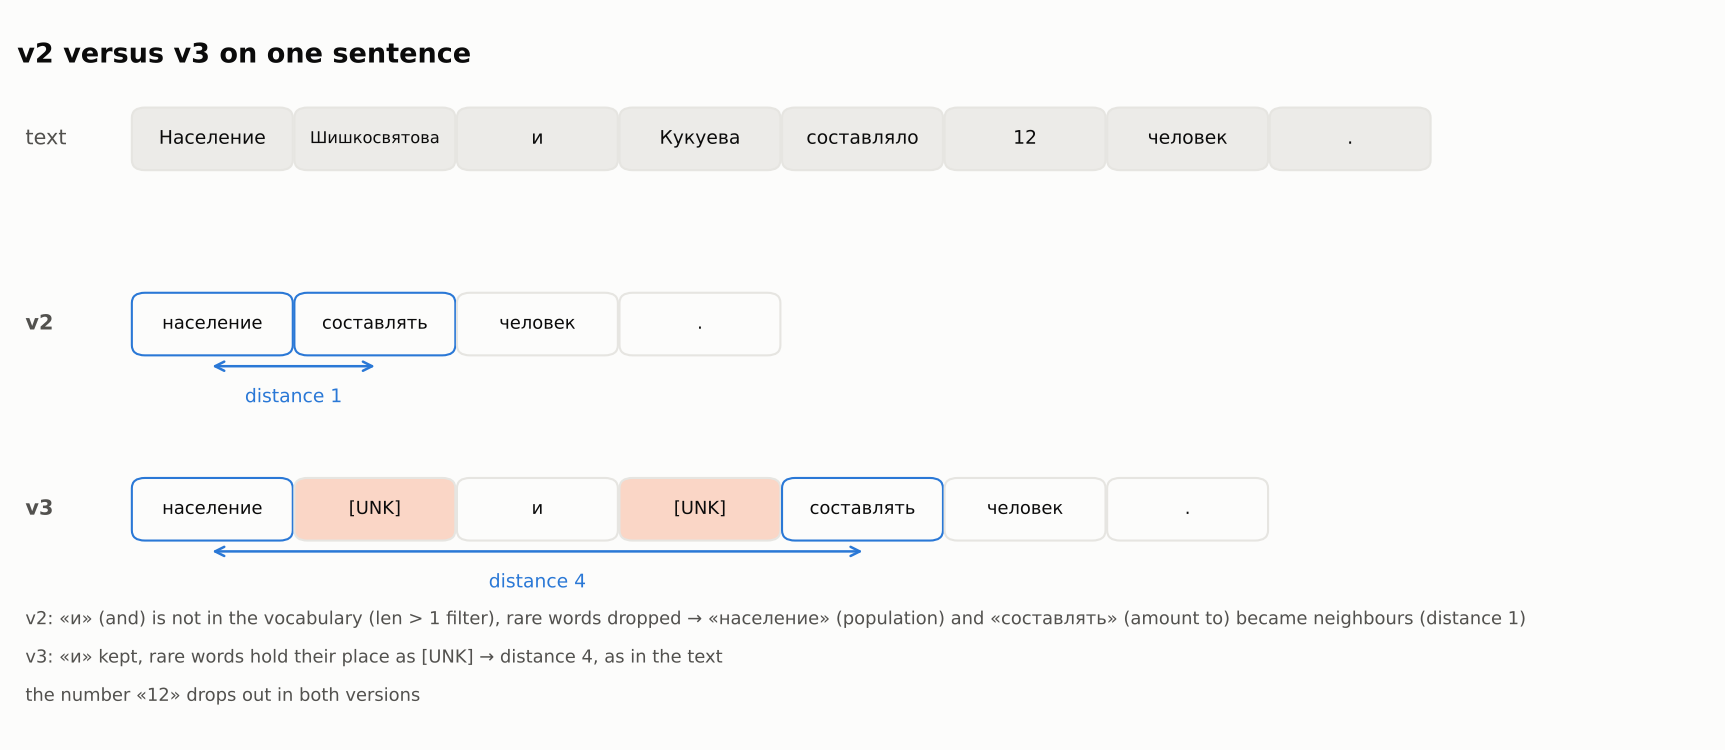 v2 versus v3 on one sentence
text Население Шишкосвятова и Кукуева составляло 12 человек .
v2 население составлять человек .
distance 1
v3 население [UNK] и [UNK] составлять человек .
distance 4
v2: «и» (and) is not in the vocabulary (len > 1 filter), rare words dropped → «население» (population) and «составлять» (amount to) became neighbours (distance 1)
v3: «и» kept, rare words hold their place as [UNK] → distance 4, as in the text
the number «12» drops out in both versions